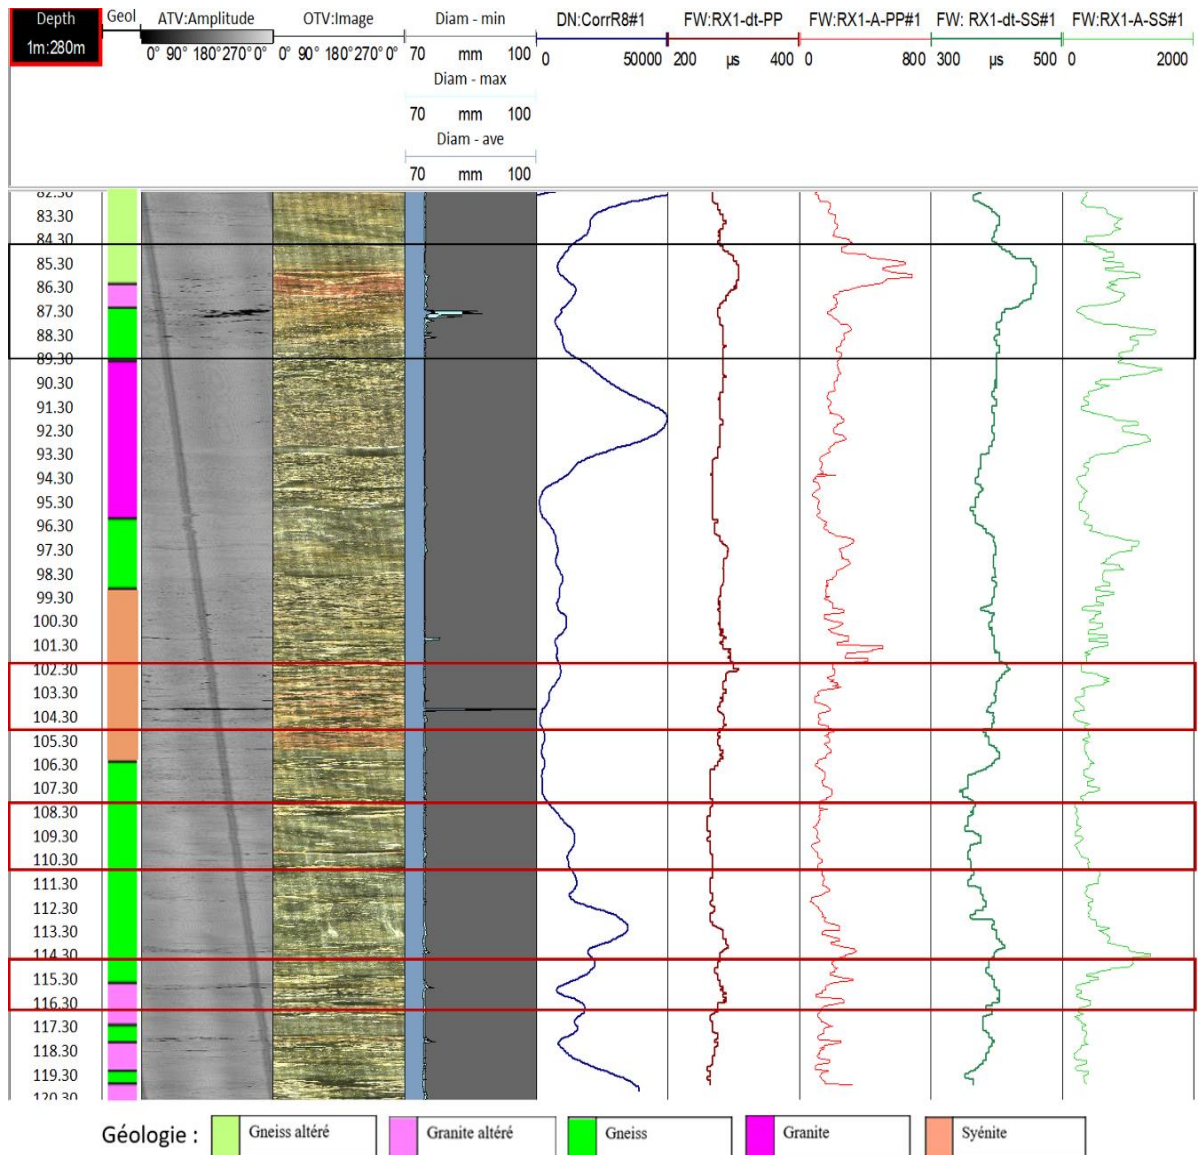 Depth
1m:280m
Geol
ATV:Amplitude
0° 90° 180° 270° 0°
OTV:Image
0° 90° 180°270° 0°
Diam - min
70 mm 100
Diam - max
70 mm 100
Diam - ave
70 mm 100
DN:CorrR8#1
0 50000
FW:RX1-dt-PP
200 µs 400
FW:RX1-A-PP#1
0 800
FW: RX1-dt-SS#1
300 µs 500
FW:RX1-A-SS#1
0 2000
82.30
83.30
84.30
85.30
86.30
87.30
88.30
89.30
90.30
91.30
92.30
93.30
94.30
95.30
96.30
97.30
98.30
99.30
100.30
101.30
102.30
103.30
104.30
105.30
106.30
107.30
108.30
109.30
110.30
111.30
112.30
113.30
114.30
115.30
116.30
117.30
118.30
119.30
120.30
Géologie : Gneiss altéré Granite altéré Gneiss Granite Syénite